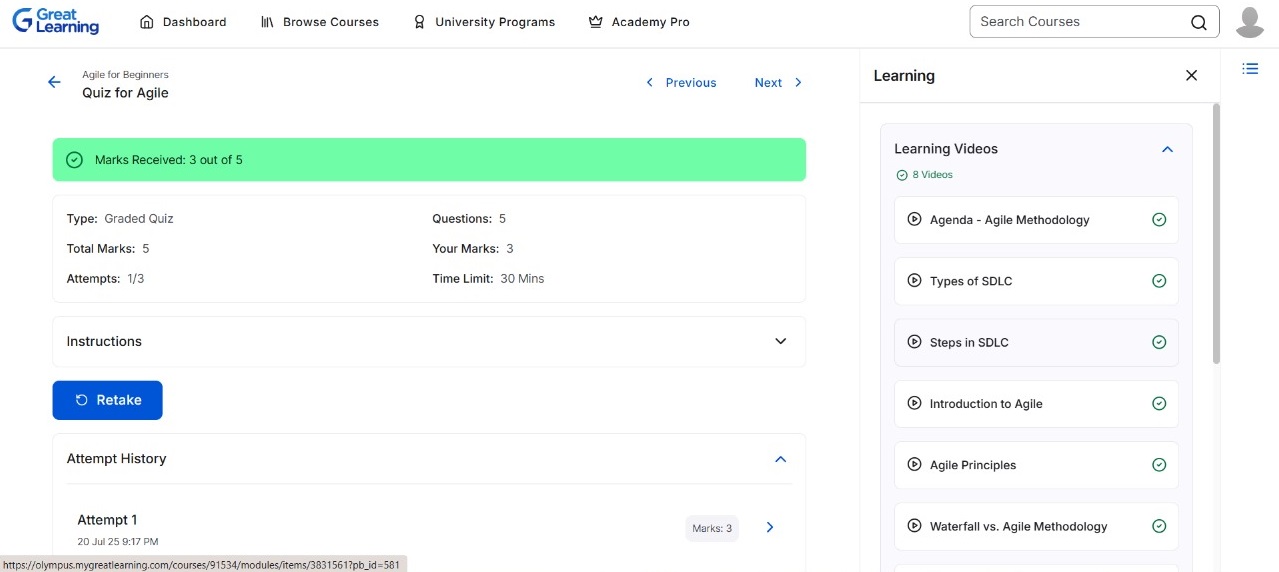 Great Learning
Dashboard
Browse Courses
University Programs
Academy Pro
Search Courses
Agile for Beginners
Quiz for Agile
Previous
Next
Marks Received: 3 out of 5
Type: Graded Quiz
Questions: 5
Total Marks: 5
Your Marks: 3
Attempts: 1/3
Time Limit: 30 Mins
Instructions
Retake
Attempt History
Attempt 1
20 Jul 25 9:17 PM
Marks: 3
https://olympus.mygreatlearning.com/courses/91534/modules/items/3831561?pb_id=581
Learning
Learning Videos
8 Videos
Agenda - Agile Methodology
Types of SDLC
Steps in SDLC
Introduction to Agile
Agile Principles
Waterfall vs. Agile Methodology